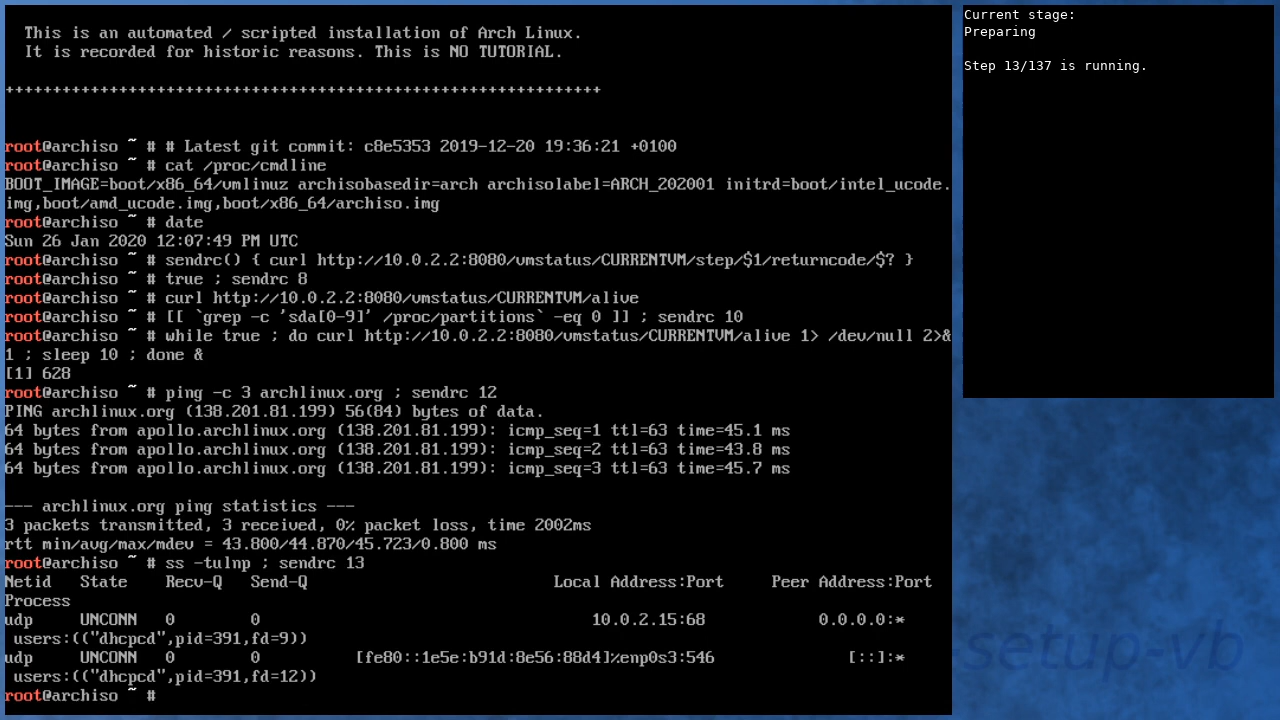 This is an automated / scripted installation of Arch Linux.
It is recorded for historic reasons. This is NO TUTORIAL.
+++++++++++++++++++++++++++++++++++++++++++++++++++++++++++++++
root@archiso ~ # # Latest git commit: c8e5353 2019-12-20 19:36:21 +0100
root@archiso ~ # cat /proc/cmdline
BOOT_IMAGE=boot/x86_64/vmlinuz archisobasedir=arch archisolabel=ARCH_202001 initrd=boot/intel_ucode.
img,boot/amd_ucode.img,boot/x86_64/archiso.img
root@archiso ~ # date
Sun 26 Jan 2020 12:07:49 PM UTC
root@archiso ~ # sendrc() { curl http://10.0.2.2:8080/vmstatus/CURRENTVM/step/$1/returncode/$? }
root@archiso ~ # true ; sendrc 8
root@archiso ~ # curl http://10.0.2.2:8080/vmstatus/CURRENTVM/alive
root@archiso ~ # [[ `grep -c 'sda[0-9]' /proc/partitions` -eq 0 ]] ; sendrc 10
root@archiso ~ # while true ; do curl http://10.0.2.2:8080/vmstatus/CURRENTVM/alive 1> /dev/null 2>&
1 ; sleep 10 ; done &
[1] 628
root@archiso ~ # ping -c 3 archlinux.org ; sendrc 12
PING archlinux.org (138.201.81.199) 56(84) bytes of data.
64 bytes from apollo.archlinux.org (138.201.81.199): icmp_seq=1 ttl=63 time=45.1 ms
64 bytes from apollo.archlinux.org (138.201.81.199): icmp_seq=2 ttl=63 time=43.8 ms
64 bytes from apollo.archlinux.org (138.201.81.199): icmp_seq=3 ttl=63 time=45.7 ms
--- archlinux.org ping statistics ---
3 packets transmitted, 3 received, 0% packet loss, time 2002ms
rtt min/avg/max/mdev = 43.800/44.870/45.723/0.800 ms
root@archiso ~ # ss -tulnp ; sendrc 13
Netid State Recv-Q Send-Q Local Address:Port Peer Address:Port
Process
udp UNCONN 0 0 10.0.2.15:68 0.0.0.0:*
users:(("dhcpcd",pid=391,fd=9))
udp UNCONN 0 0 [fe80::1e5e:b91d:8e56:88d4]%enp0s3:546 [::]:*
users:(("dhcpcd",pid=391,fd=12))
root@archiso ~ #
Current stage:
Preparing
Step 13/137 is running.
-setup-vb